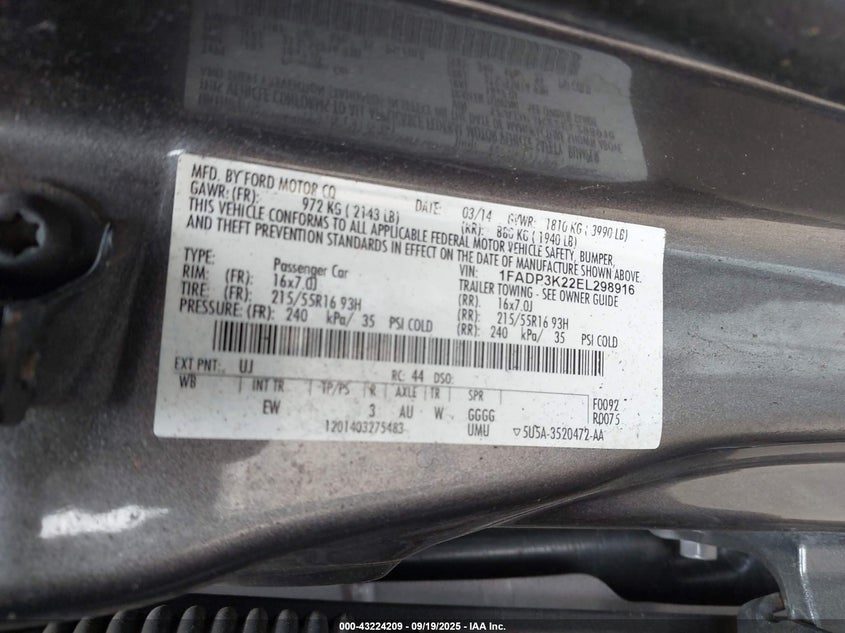 MFD. BY FORD MOTOR CO. DATE: 03/14 GVWR: 1810 KG ( 3990 LB)
GAWR: (FR): 972 KG ( 2143 LB) (RR): 880 KG ( 1940 LB)
THIS VEHICLE CONFORMS TO ALL APPLICABLE FEDERAL MOTOR VEHICLE SAFETY, BUMPER,
AND THEFT PREVENTION STANDARDS IN EFFECT ON THE DATE OF MANUFACTURE SHOWN ABOVE.
VIN: 1FADP3K22EL298916
TYPE: Passenger Car TRAILER TOWING - SEE OWNER GUIDE
RIM: (FR): 16x7.0J (RR): 16x7.0J
TIRE: (FR): 215/55R16 93H (RR): 215/55R16 93H
PRESSURE: (FR): 240 kPa/ 35 PSI COLD (RR): 240 kPa/ 35 PSI COLD
EXT PNT: UJ RC: 44 DSO:
WB INT TR TP/PS R AXLE TR SPR F0092
EW 3 AU W GGGG R0075
1201403275483 UMU ▽5U5A-3520472-AA
000-43224209 - 09/19/2025 - IAA Inc.